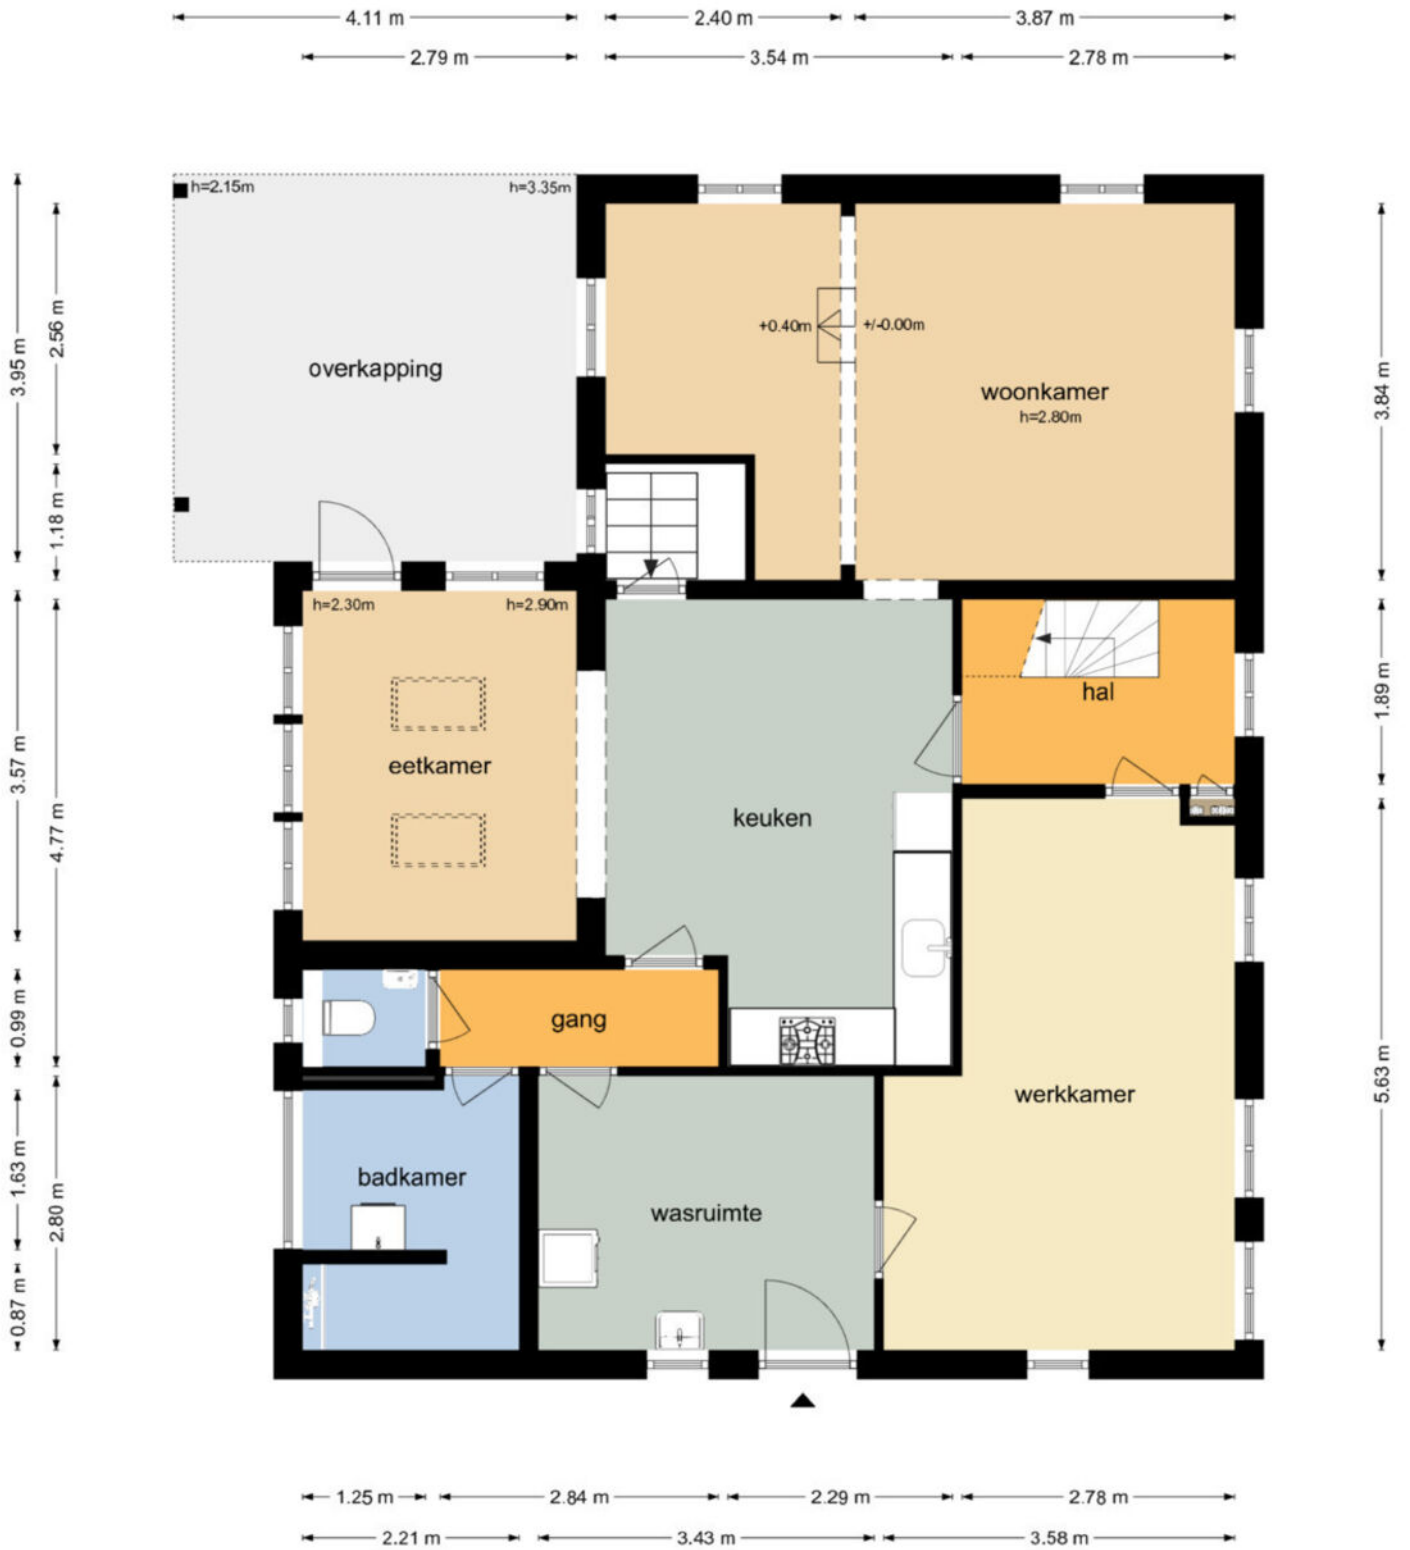 4.11 m
2.40 m
3.87 m
2.79 m
3.54 m
2.78 m
h=2.15m
h=3.35m
3.95 m
2.56 m
+0.40m
+/-0.00m
overkapping
woonkamer
h=2.80m
3.84 m
1.18 m
h=2.30m
h=2.90m
hal
1.89 m
3.57 m
eetkamer
keuken
4.77 m
0.99 m
gang
werkkamer
5.63 m
badkamer
1.63 m
2.80 m
wasruimte
0.87 m
1.25 m
2.84 m
2.29 m
2.78 m
2.21 m
3.43 m
3.58 m